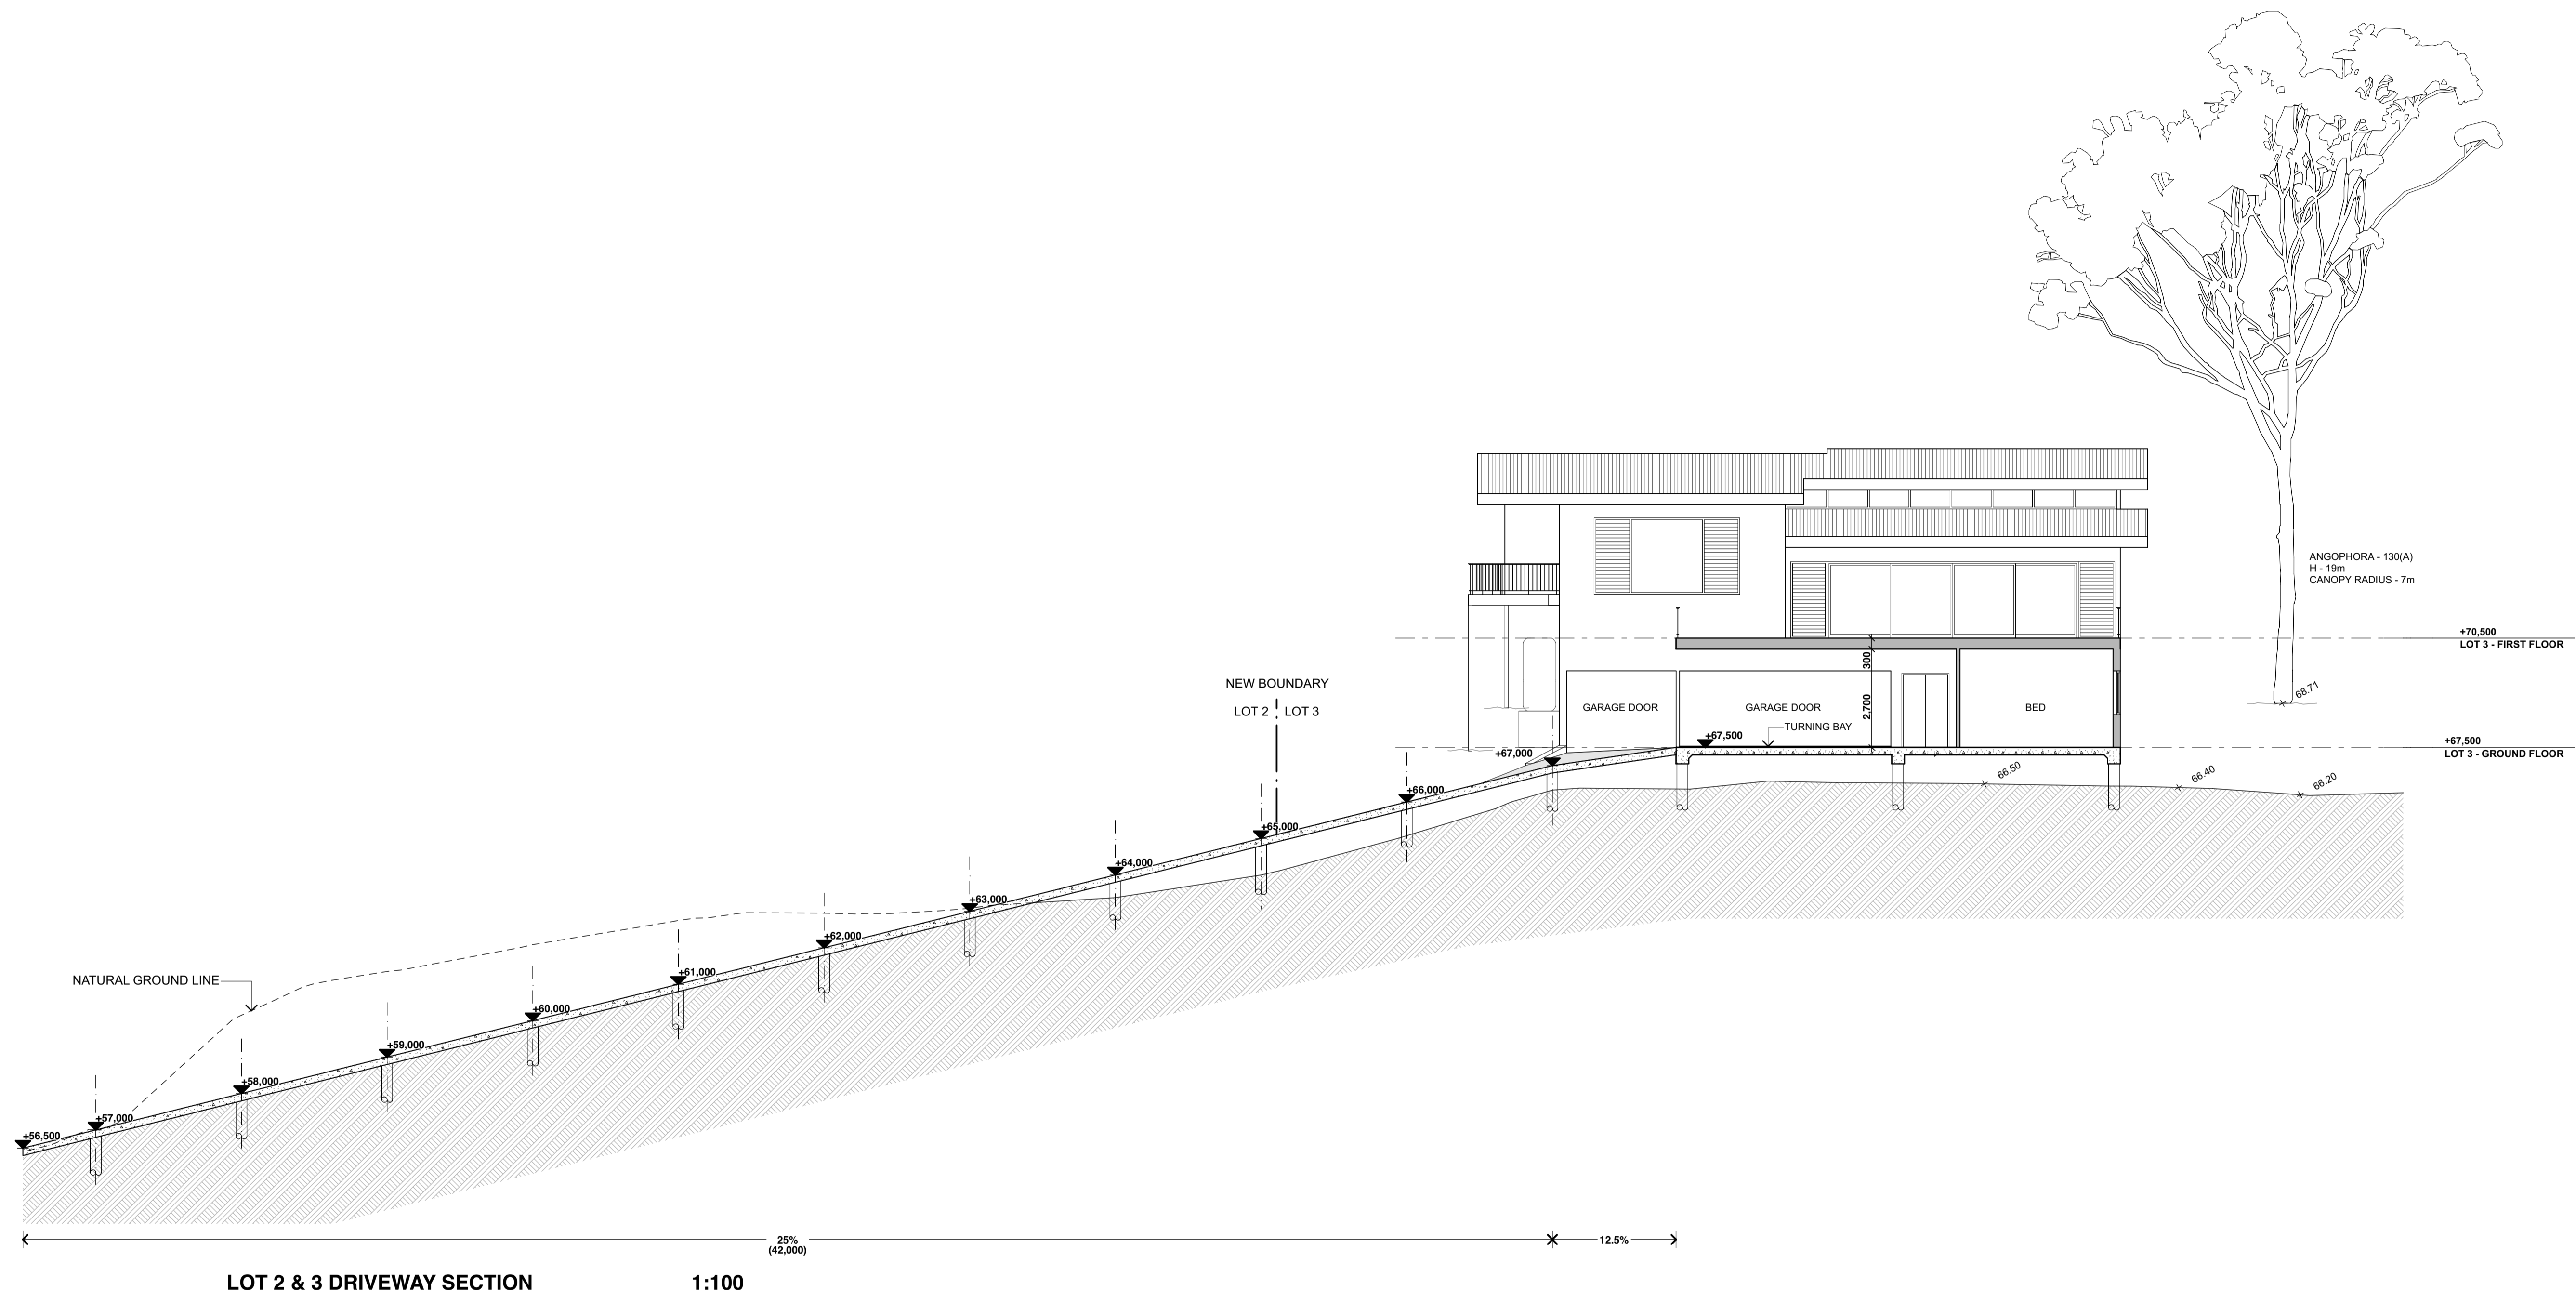 ANGOPHORA - 130(A)
H - 19m
CANOPY RADIUS - 7m
+70,500
LOT 3 - FIRST FLOOR
300
68.71
NEW BOUNDARY
LOT 2
LOT 3
GARAGE DOOR
GARAGE DOOR
2,700
BED
TURNING BAY
+67,500
+67,500
LOT 3 - GROUND FLOOR
+67,000
66.50
66.40
66.20
+66,000
+65,000
+64,000
+63,000
+62,000
+61,000
NATURAL GROUND LINE
+60,000
+59,000
+58,000
+57,000
+56,500
25%
(42,000)
12.5%
LOT 2 & 3 DRIVEWAY SECTION
1:100